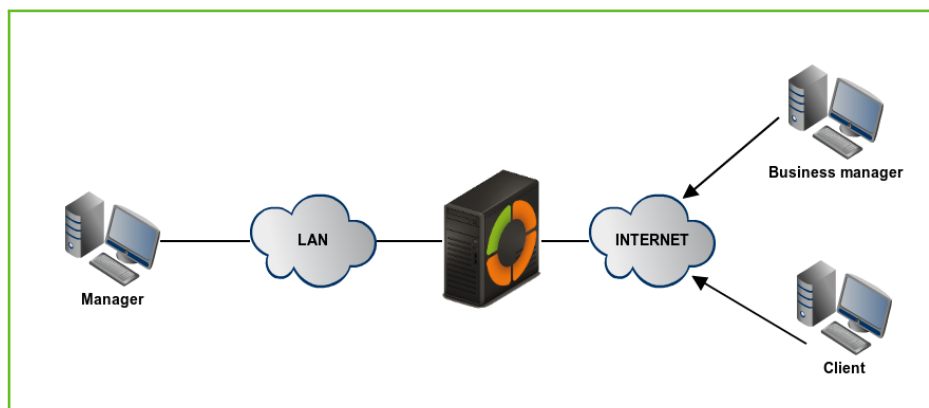 Business manager
LAN
INTERNET
Manager
Client